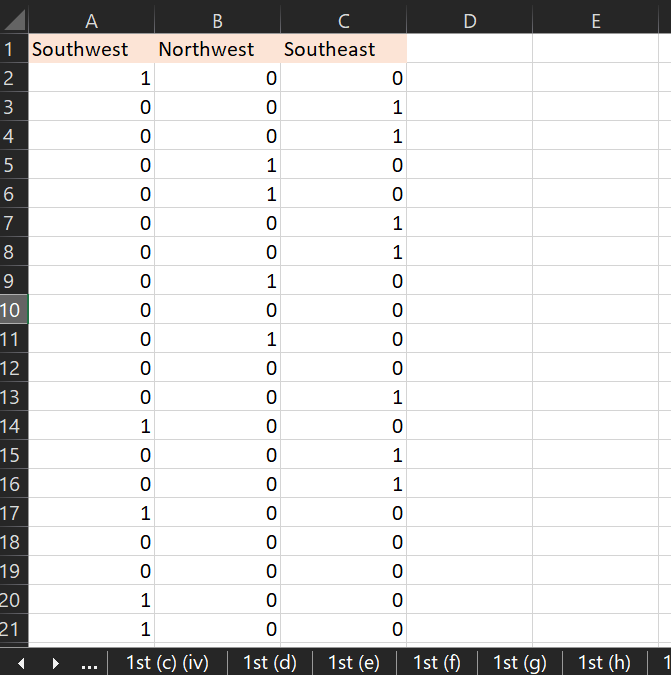 A B C D E
1 Southwest Northwest Southeast
2 1 0 0
3 0 0 1
4 0 0 1
5 0 1 0
6 0 1 0
7 0 0 1
8 0 0 1
9 0 1 0
10 0 0 0
11 0 1 0
12 0 0 0
13 0 0 1
14 1 0 0
15 0 0 1
16 0 0 1
17 1 0 0
18 0 0 0
19 0 0 0
20 1 0 0
21 1 0 0
... 1st (c) (iv) 1st (d) 1st (e) 1st (f) 1st (g) 1st (h) 1